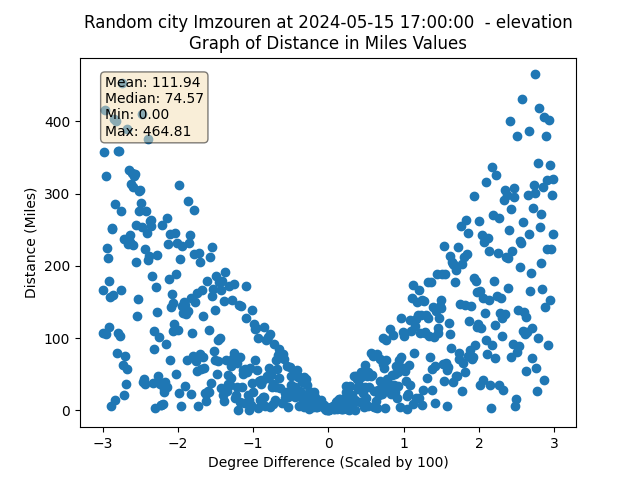 Random city Imzouren at 2024-05-15 17:00:00  - elevation
Graph of Distance in Miles Values
Mean: 111.94
Median: 74.57
Min: 0.00
Max: 464.81
Distance (Miles)
400
300
200
100
0
−3 −2 −1 0 1 2 3
Degree Difference (Scaled by 100)